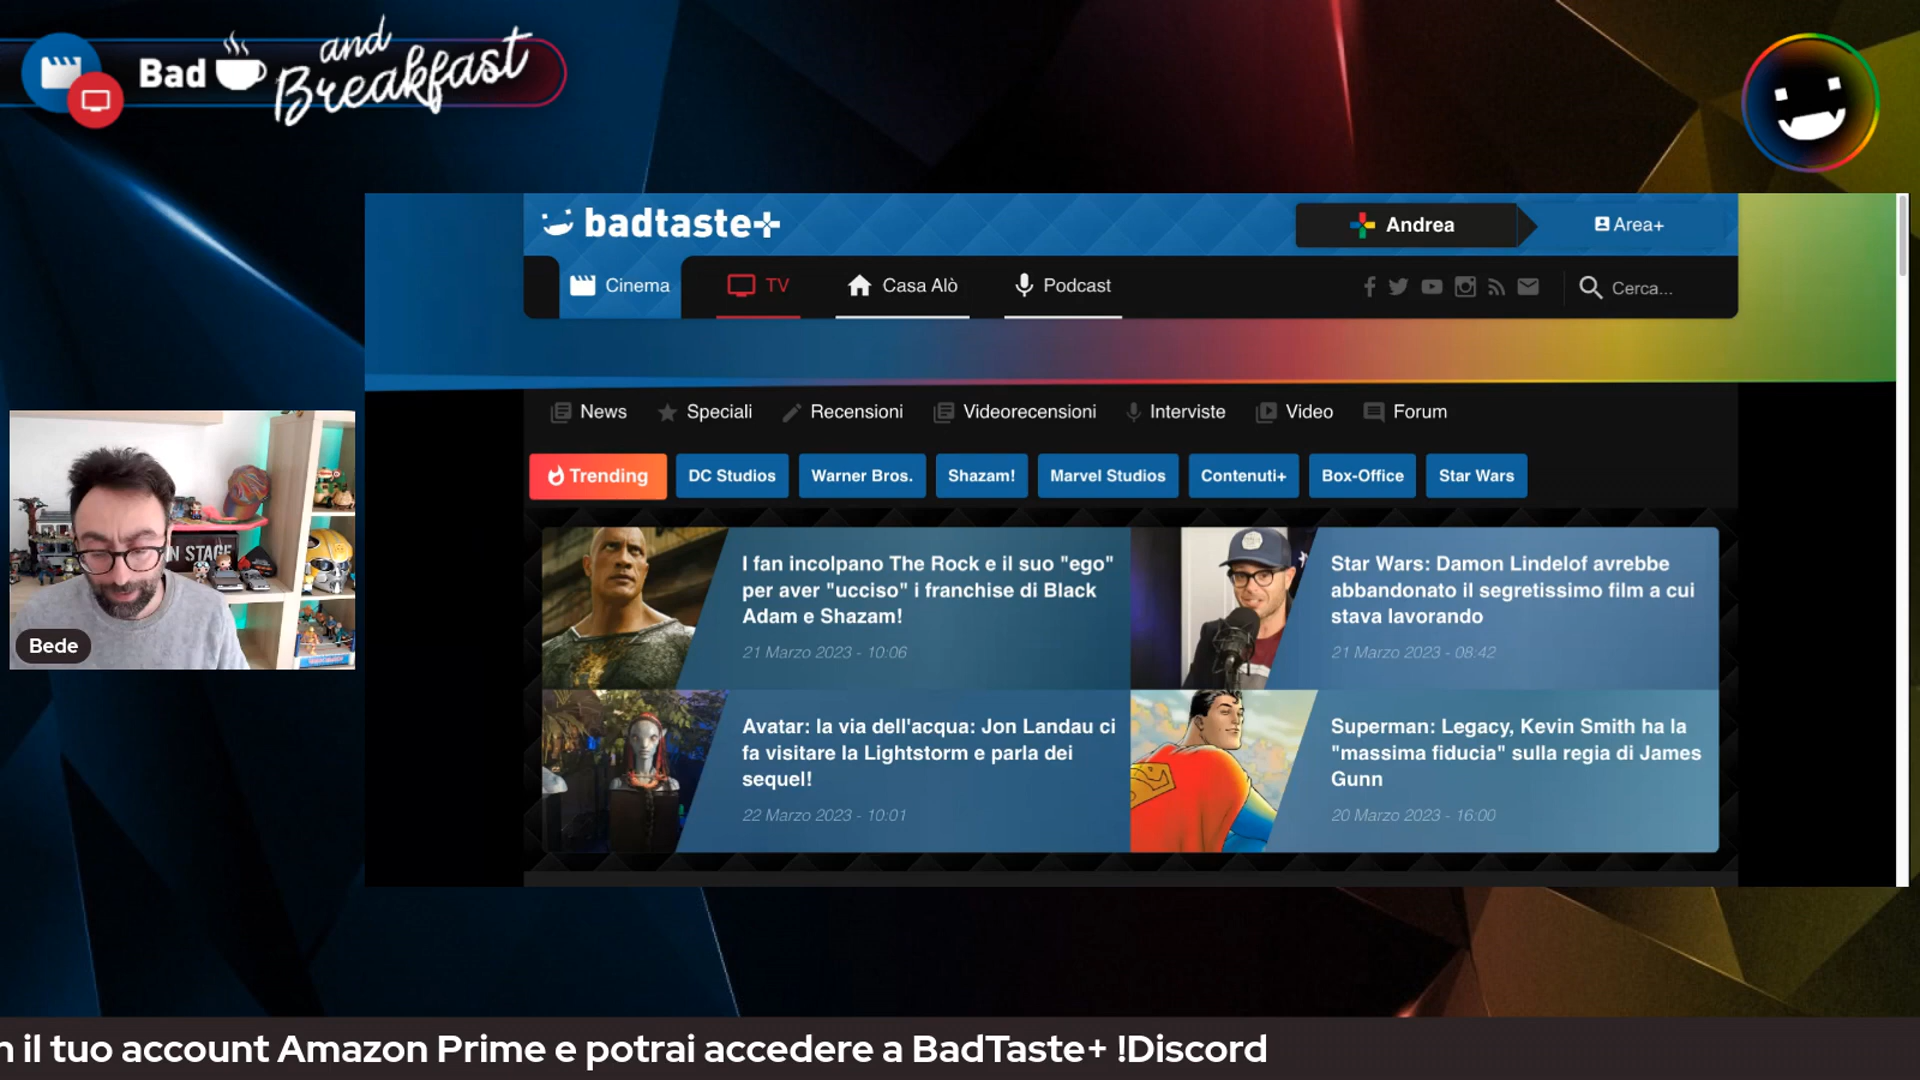 Bad and Breakfast
badtaste+
Andrea
Area+
Cinema
TV
Casa Alò
Podcast
Cerca...
News
Speciali
Recensioni
Videorecensioni
Interviste
Video
Forum
Trending
DC Studios
Warner Bros.
Shazam!
Marvel Studios
Contenuti+
Box-Office
Star Wars
I fan incolpano The Rock e il suo "ego"
per aver "ucciso" i franchise di Black
Adam e Shazam!
21 Marzo 2023 - 10:06
Star Wars: Damon Lindelof avrebbe
abbandonato il segretissimo film a cui
stava lavorando
21 Marzo 2023 - 08:42
Avatar: la via dell'acqua: Jon Landau ci
fa visitare la Lightstorm e parla dei
sequel!
22 Marzo 2023 - 10:01
Superman: Legacy, Kevin Smith ha la
"massima fiducia" sulla regia di James
Gunn
20 Marzo 2023 - 16:00
N STAGE
Bede
n il tuo account Amazon Prime e potrai accedere a BadTaste+ !Discord